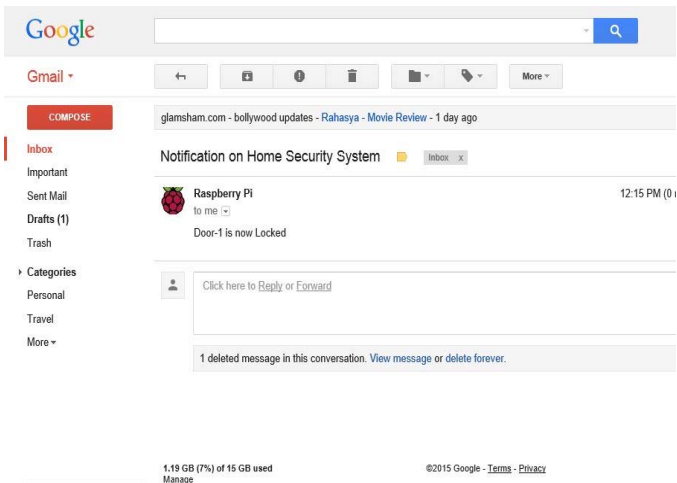 Google
Gmail
More
COMPOSE
glamsham.com - bollywood updates - Rahasya - Movie Review - 1 day ago
Inbox
Important
Sent Mail
Drafts (1)
Trash
Categories
Personal
Travel
More
Notification on Home Security System
Inbox x
Raspberry Pi
12:15 PM (0
to me
Door-1 is now Locked
Click here to Reply or Forward
1 deleted message in this conversation. View message or delete forever.
1.19 GB (7%) of 15 GB used
Manage
©2015 Google - Terms - Privacy